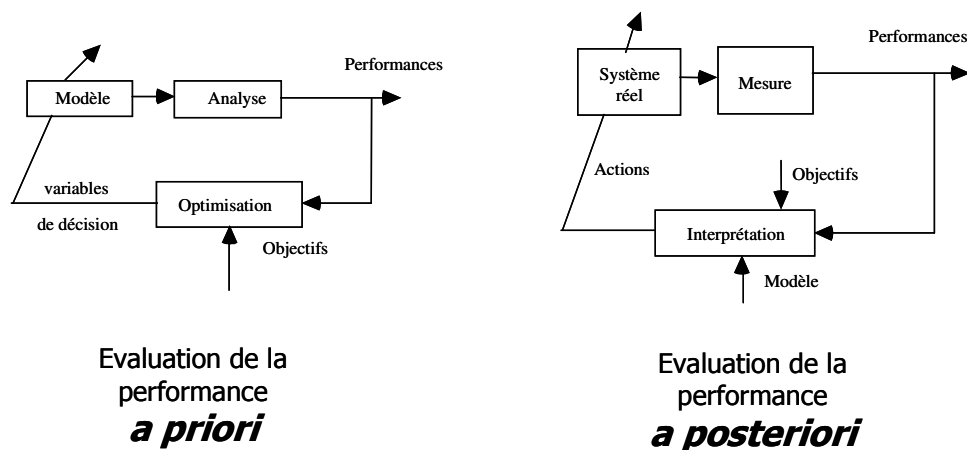 Performances
Modèle
Analyse
variables
de décision
Optimisation
Objectifs
Evaluation de la
performance
a priori
Performances
Système
réel
Mesure
Actions
Objectifs
Interprétation
Modèle
Evaluation de la
performance
a posteriori